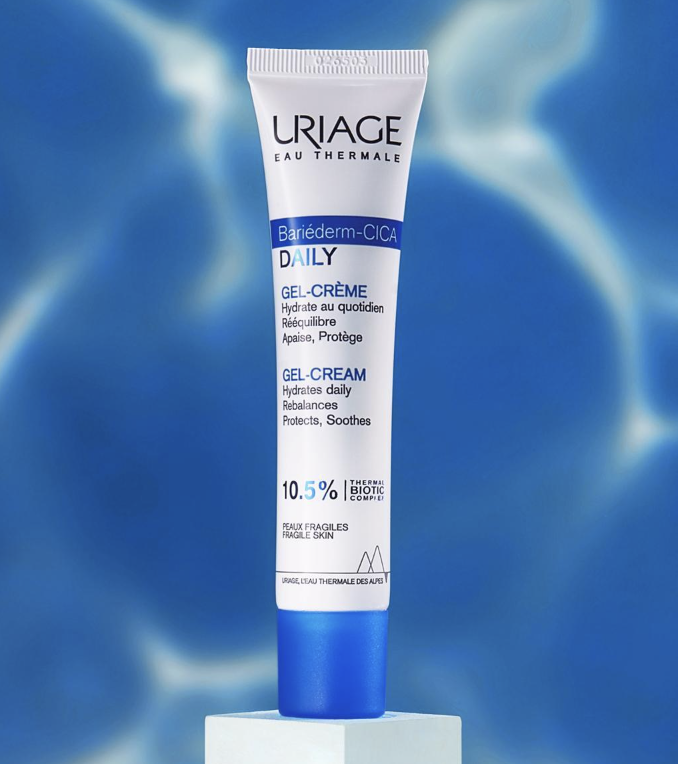 026503
URIAGE
EAU THERMALE
Bariéderm-CICA
DAILY
GEL-CRÈME
Hydrate au quotidien
Rééquilibre
Apaise, Protège
GEL-CREAM
Hydrates daily
Rebalances
Protects, Soothes
10.5% THERMAL
BIOTIC
COMPLEX
PEAUX FRAGILES
FRAGILE SKIN
URIAGE, L'EAU THERMALE DES ALPES